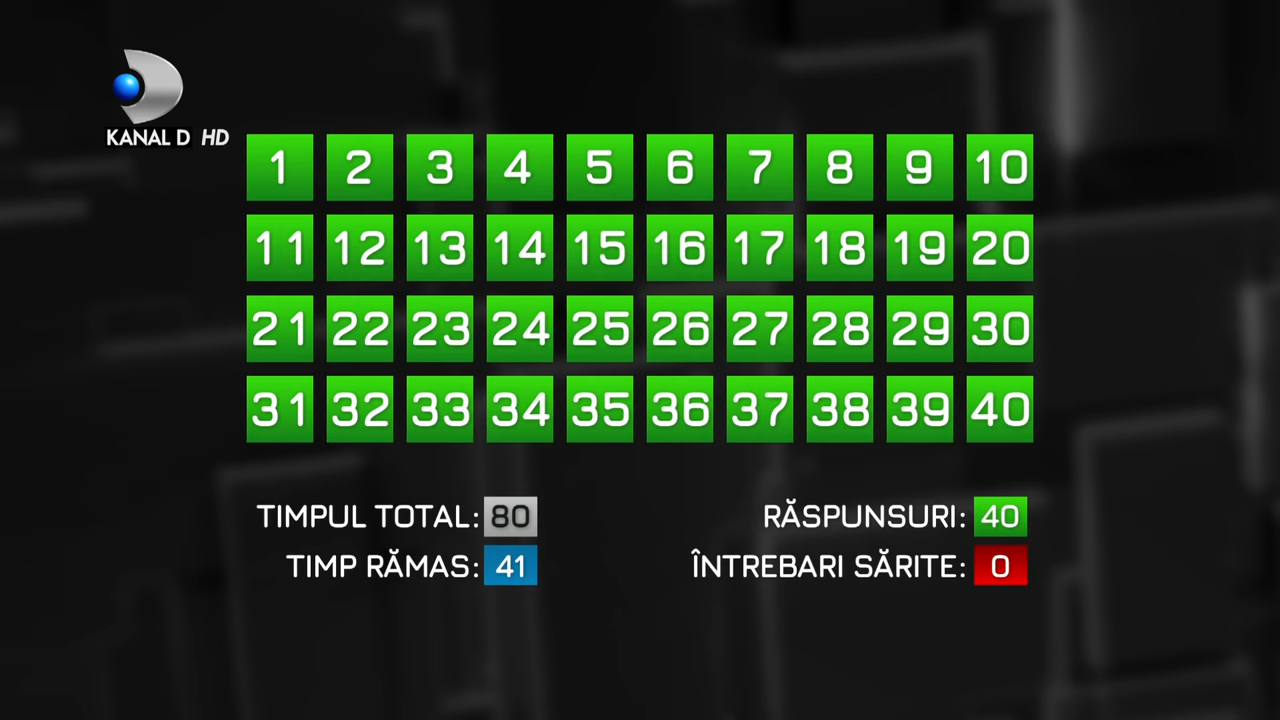 KANAL D HD
1 2 3 4 5 6 7 8 9 10
11 12 13 14 15 16 17 18 19 20
21 22 23 24 25 26 27 28 29 30
31 32 33 34 35 36 37 38 39 40
TIMPUL TOTAL: 80
RĂSPUNSURI: 40
TIMP RĂMAS: 41
ÎNTREBARI SĂRITE: 0